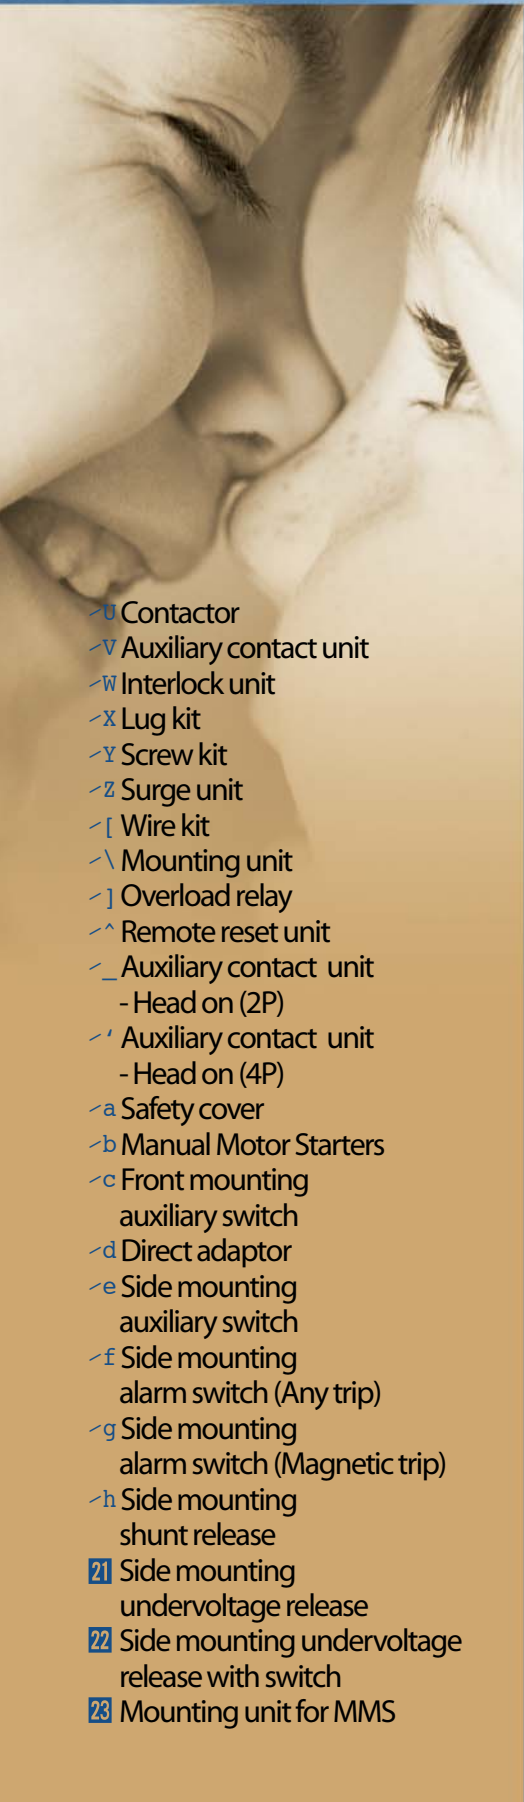 ⁄U Contactor
⁄V Auxiliary contact unit
⁄W Interlock unit
⁄X Lug kit
⁄Y Screw kit
⁄Z Surge unit
⁄[ Wire kit
⁄\ Mounting unit
⁄] Overload relay
⁄^ Remote reset unit
⁄_ Auxiliary contact unit
- Head on (2P)
⁄‘ Auxiliary contact unit
- Head on (4P)
⁄a Safety cover
⁄b Manual Motor Starters
⁄c Front mounting
auxiliary switch
⁄d Direct adaptor
⁄e Side mounting
auxiliary switch
⁄f Side mounting
alarm switch (Any trip)
⁄g Side mounting
alarm switch (Magnetic trip)
⁄h Side mounting
shunt release
21 Side mounting
undervoltage release
22 Side mounting undervoltage
release with switch
23 Mounting unit for MMS